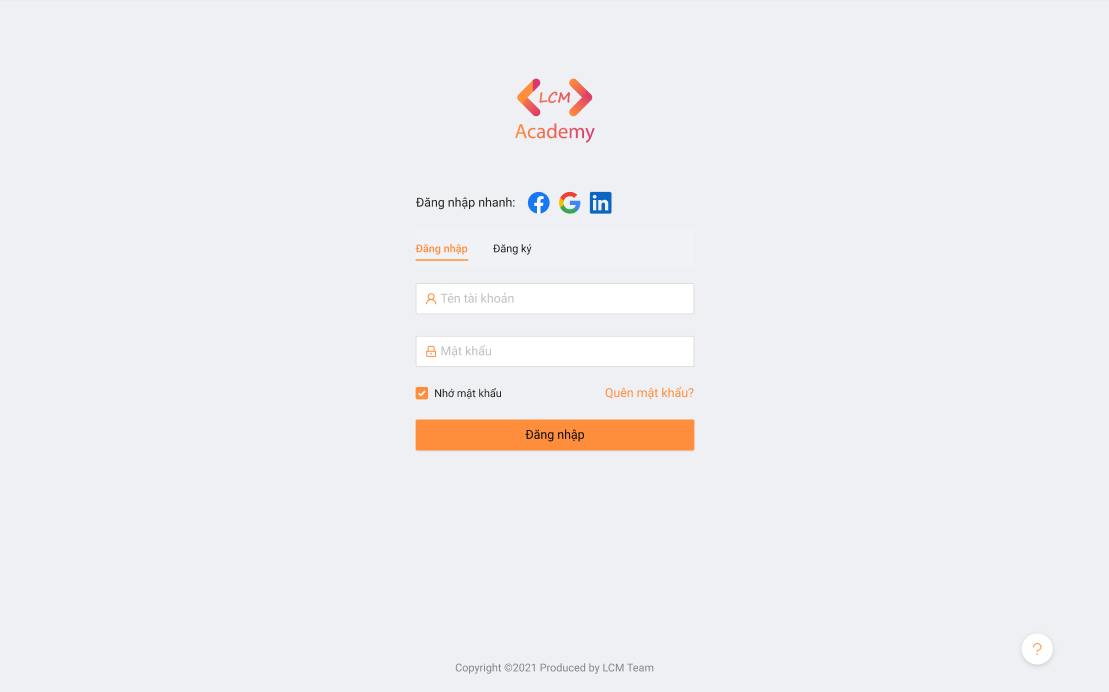 LCM
Academy
Đăng nhập nhanh:
Đăng nhập Đăng ký
Tên tài khoản
Mật khẩu
Nhớ mật khẩu Quên mật khẩu?
Đăng nhập
?
Copyright ©2021 Produced by LCM Team